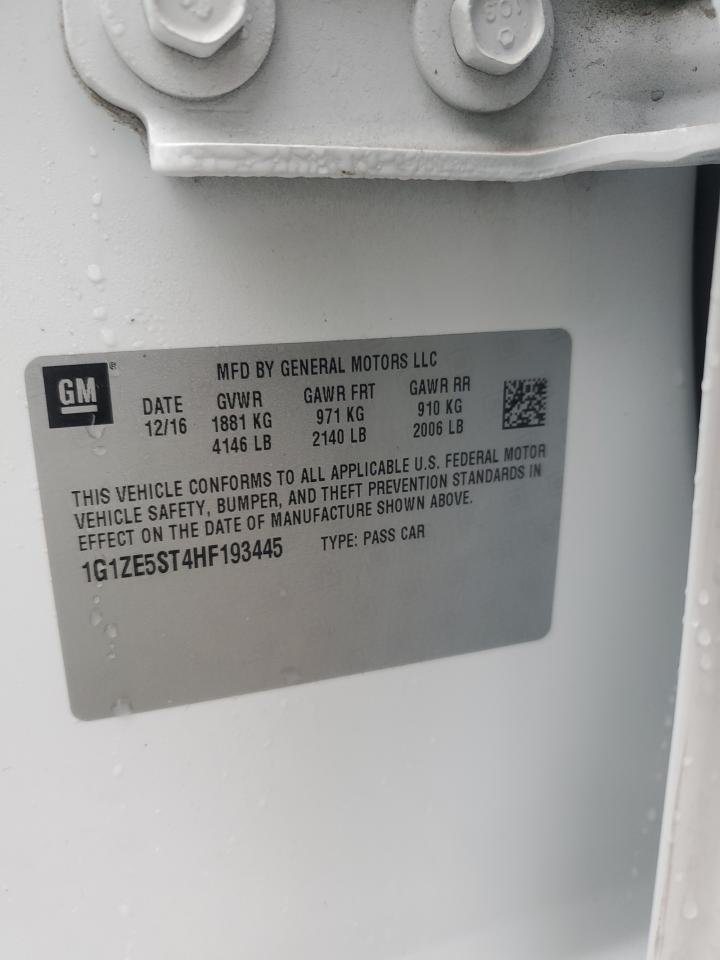 GM®
MFD BY GENERAL MOTORS LLC
DATE GVWR GAWR FRT GAWR RR
12/16 1881 KG 971 KG 910 KG
4146 LB 2140 LB 2006 LB
THIS VEHICLE CONFORMS TO ALL APPLICABLE U.S. FEDERAL MOTOR
VEHICLE SAFETY, BUMPER, AND THEFT PREVENTION STANDARDS IN
EFFECT ON THE DATE OF MANUFACTURE SHOWN ABOVE.
1G1ZE5ST4HF193445 TYPE: PASS CAR